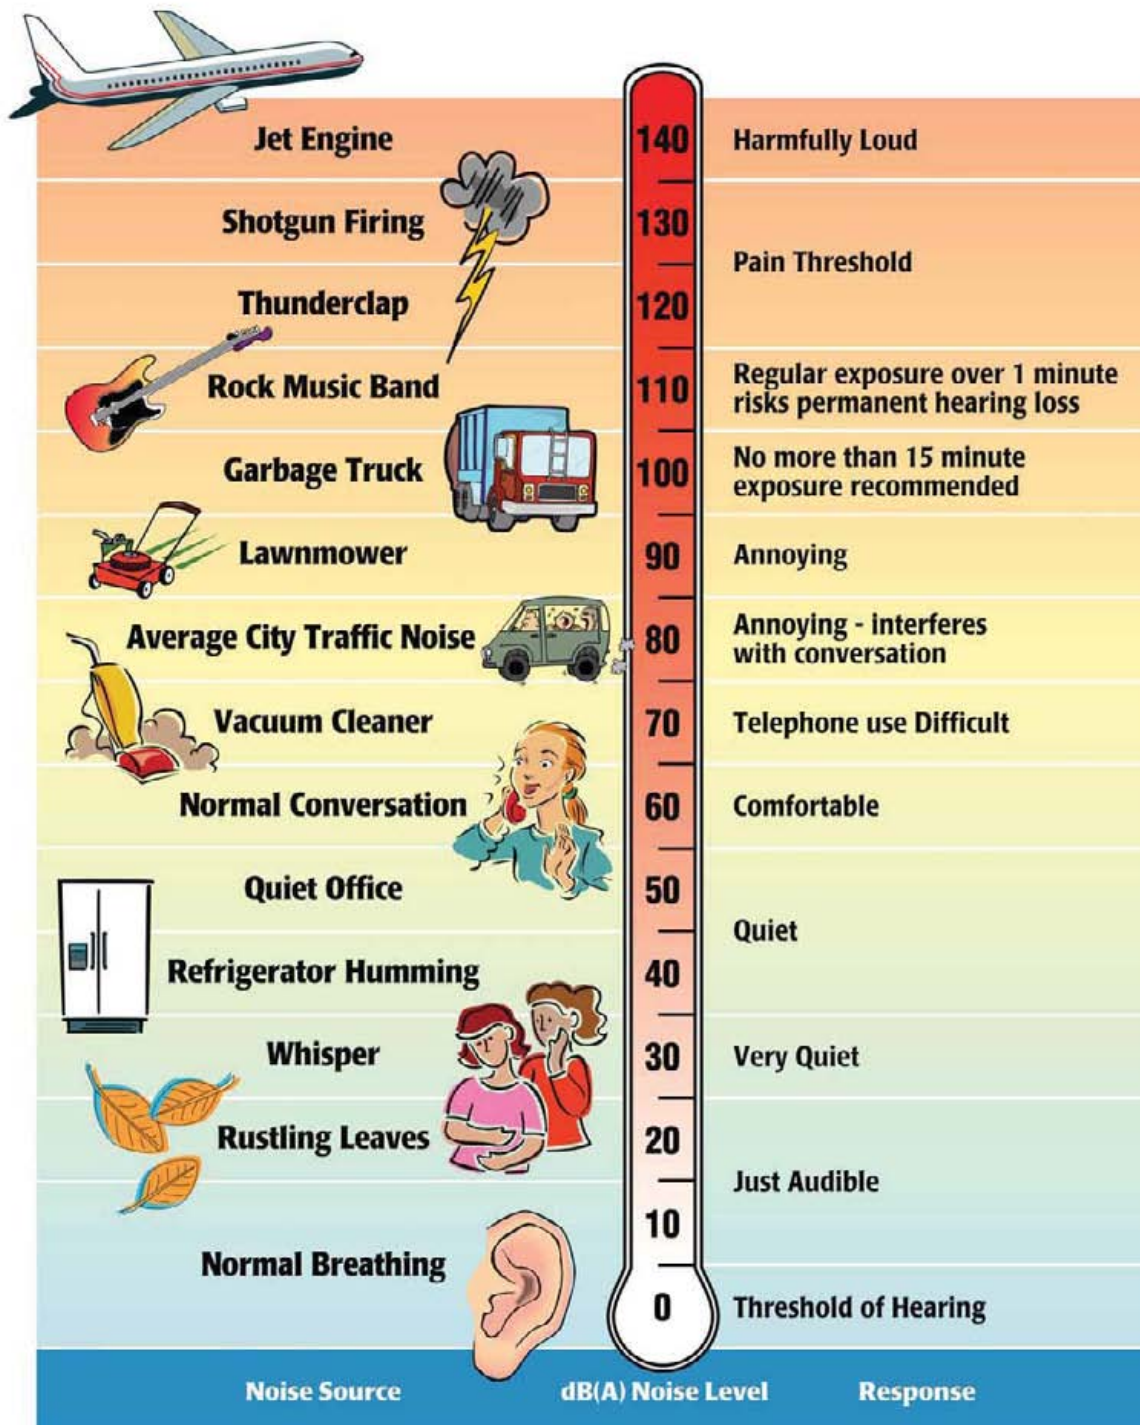 Jet Engine
140
Harmfully Loud
Shotgun Firing
130
Pain Threshold
Thunderclap
120
Rock Music Band
110
Regular exposure over 1 minute
risks permanent hearing loss
Garbage Truck
100
No more than 15 minute
exposure recommended
Lawnmower
90
Annoying
Average City Traffic Noise
80
Annoying - interferes
with conversation
Vacuum Cleaner
70
Telephone use Difficult
Normal Conversation
60
Comfortable
Quiet Office
50
Quiet
Refrigerator Humming
40
Whisper
30
Very Quiet
Rustling Leaves
20
Just Audible
10
Normal Breathing
0
Threshold of Hearing
Noise Source
dB(A) Noise Level
Response